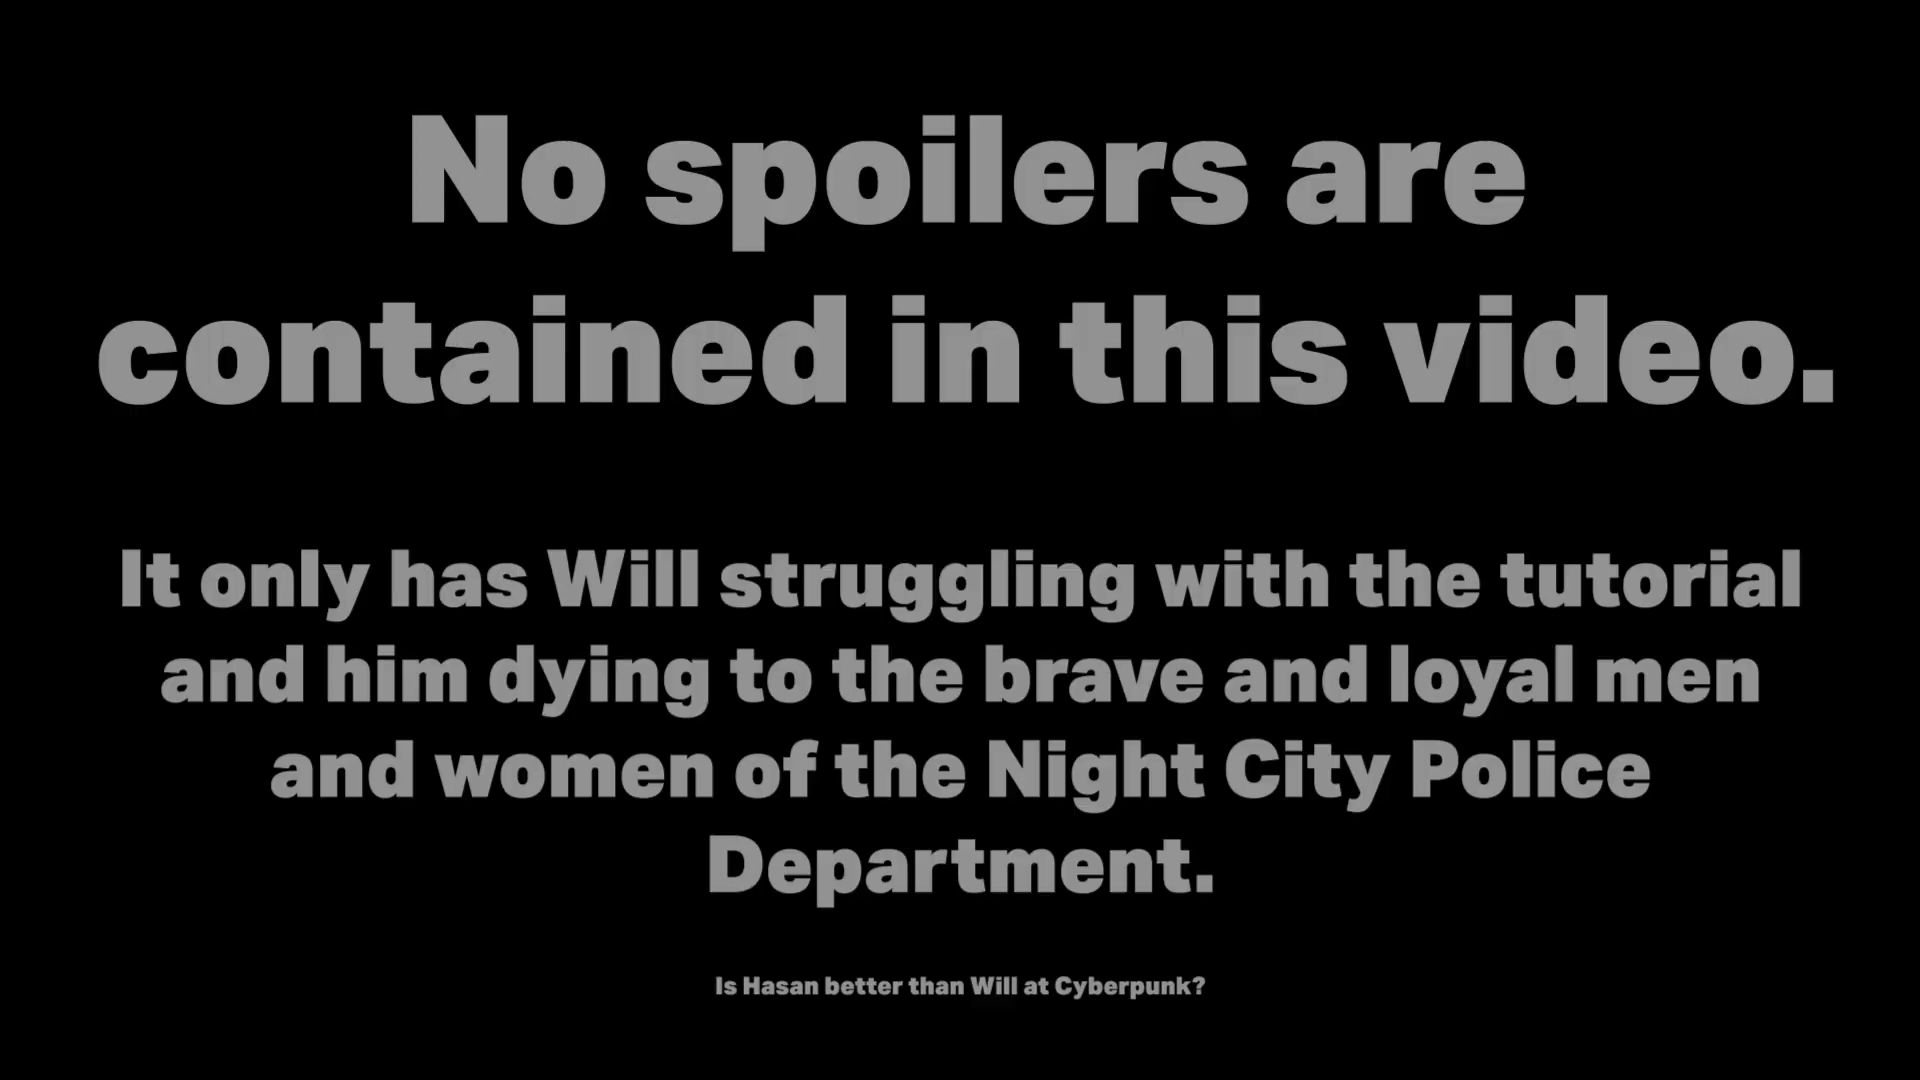 No spoilers are
contained in this video.
It only has Will struggling with the tutorial
and him dying to the brave and loyal men
and women of the Night City Police
Department.
Is Hasan better than Will at Cyberpunk?